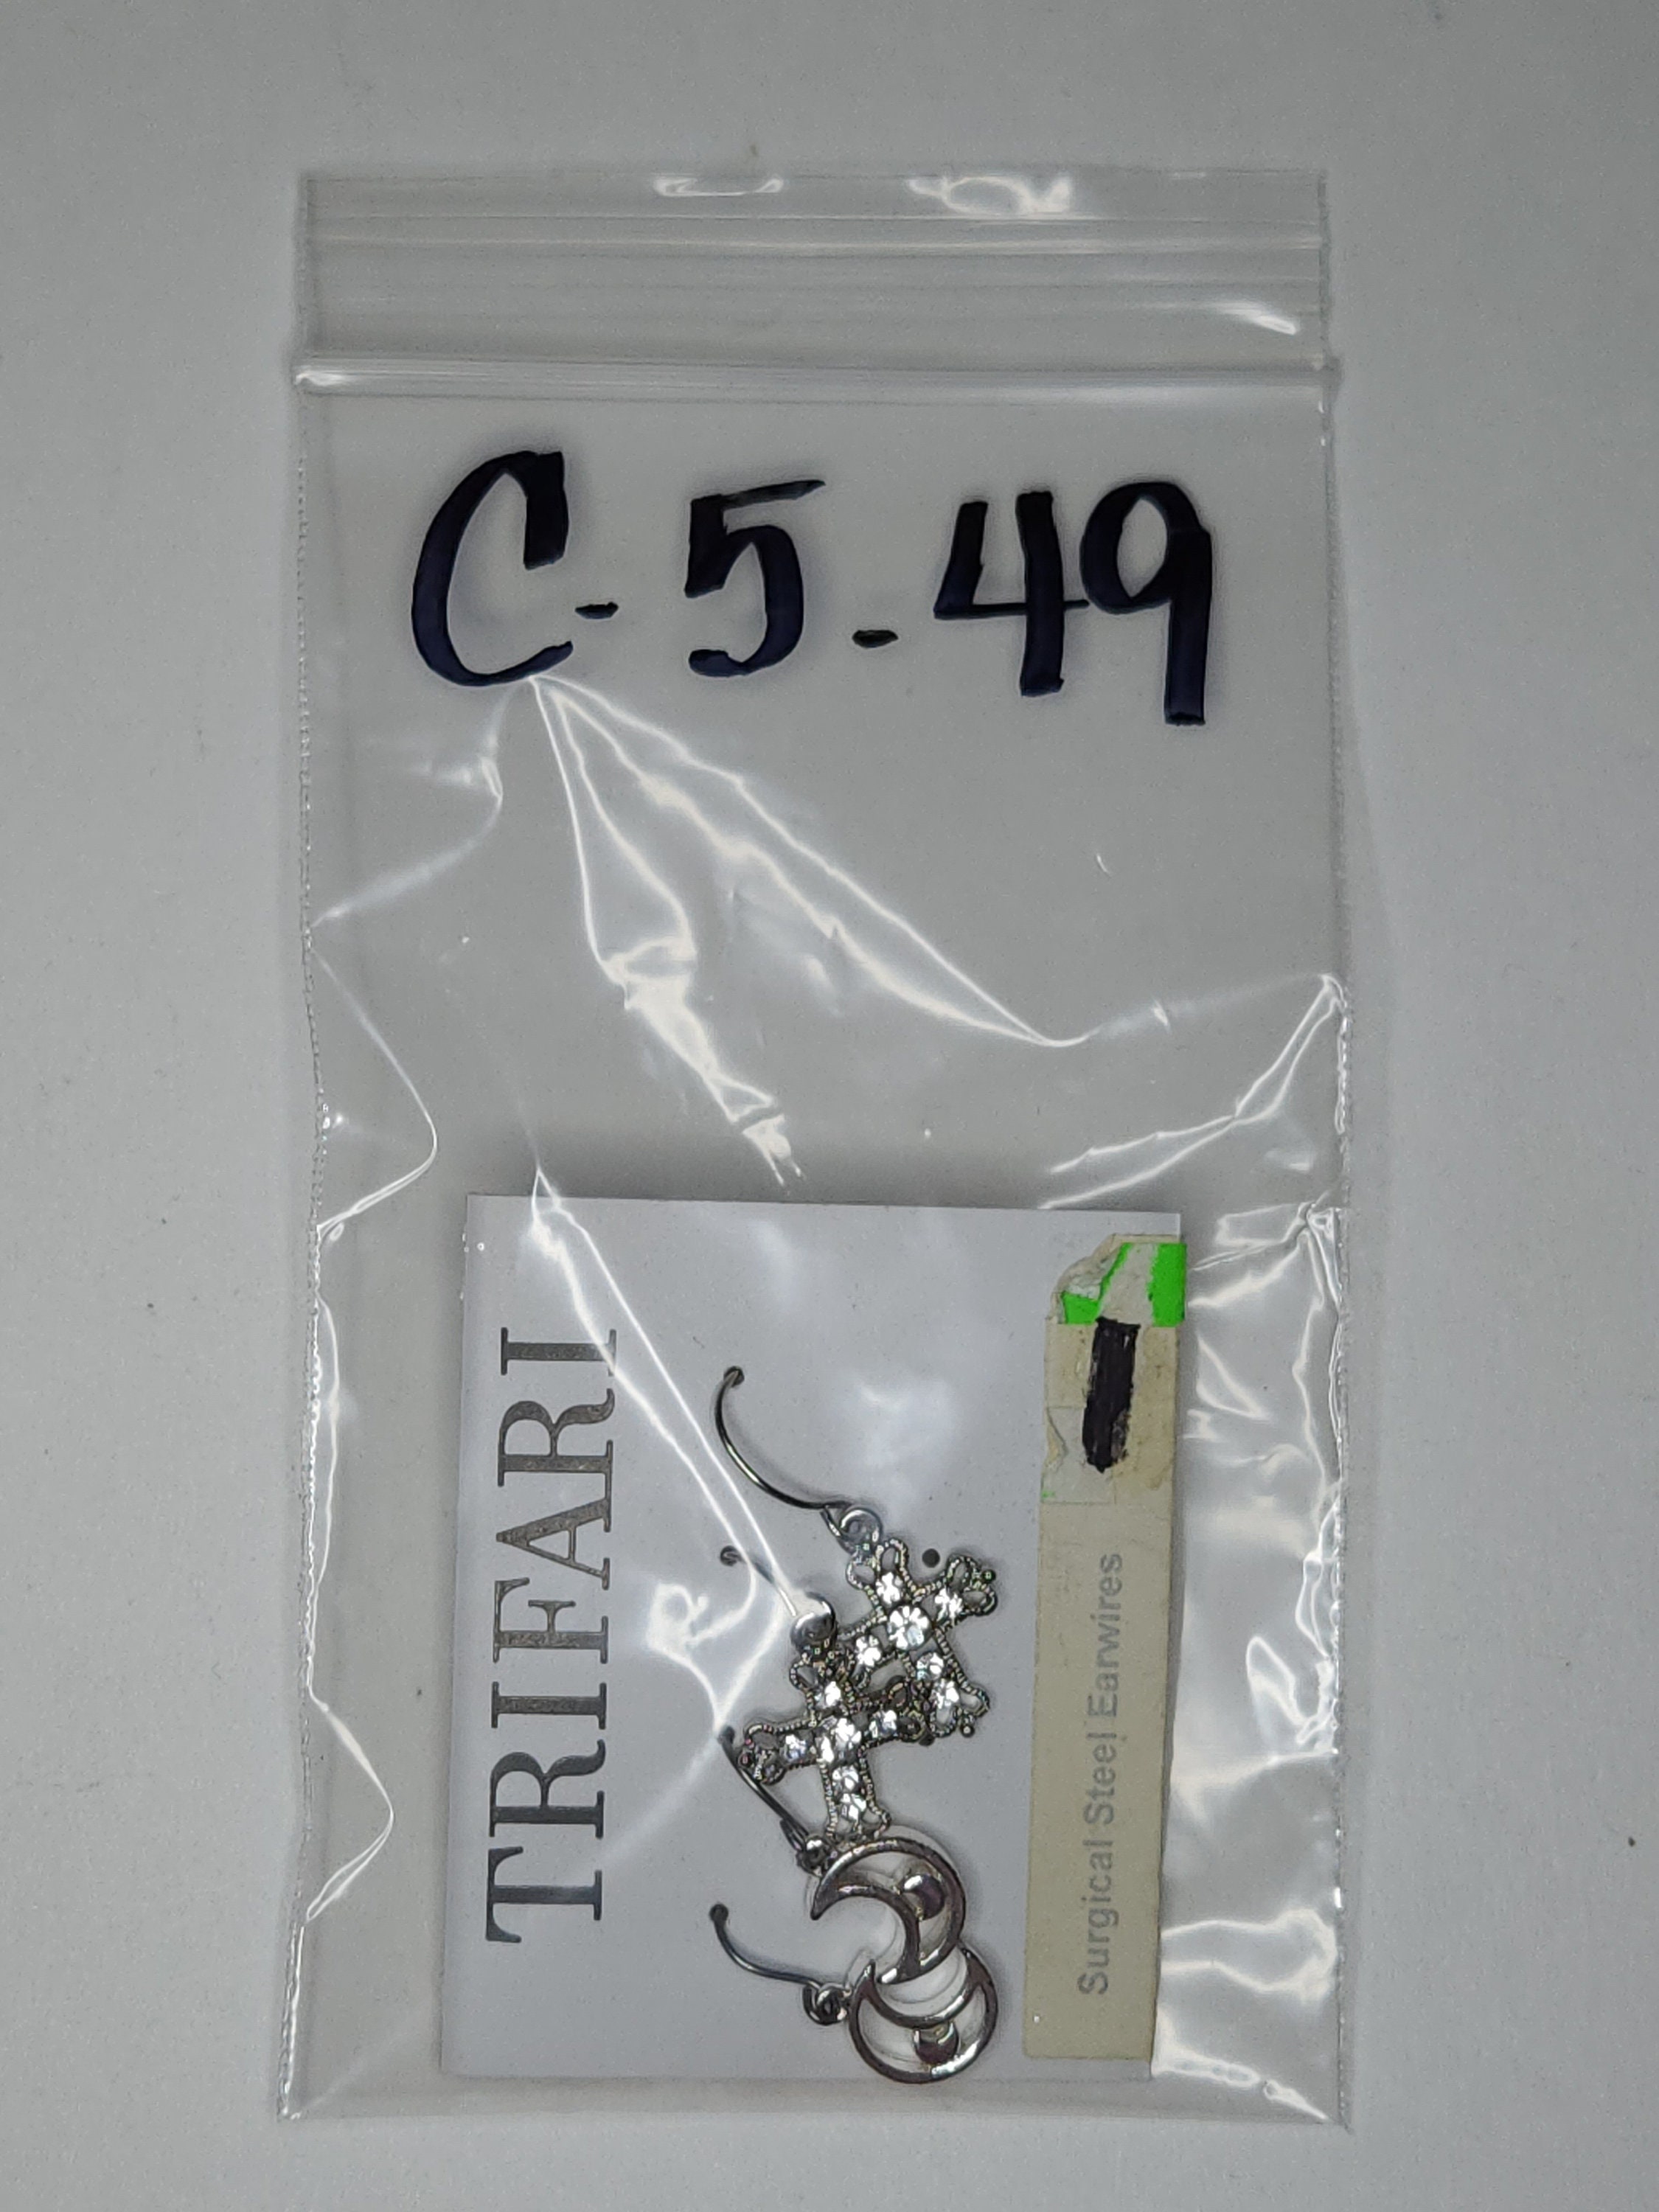 C-5-49
TRIFARI
Surgical Steel Earwires